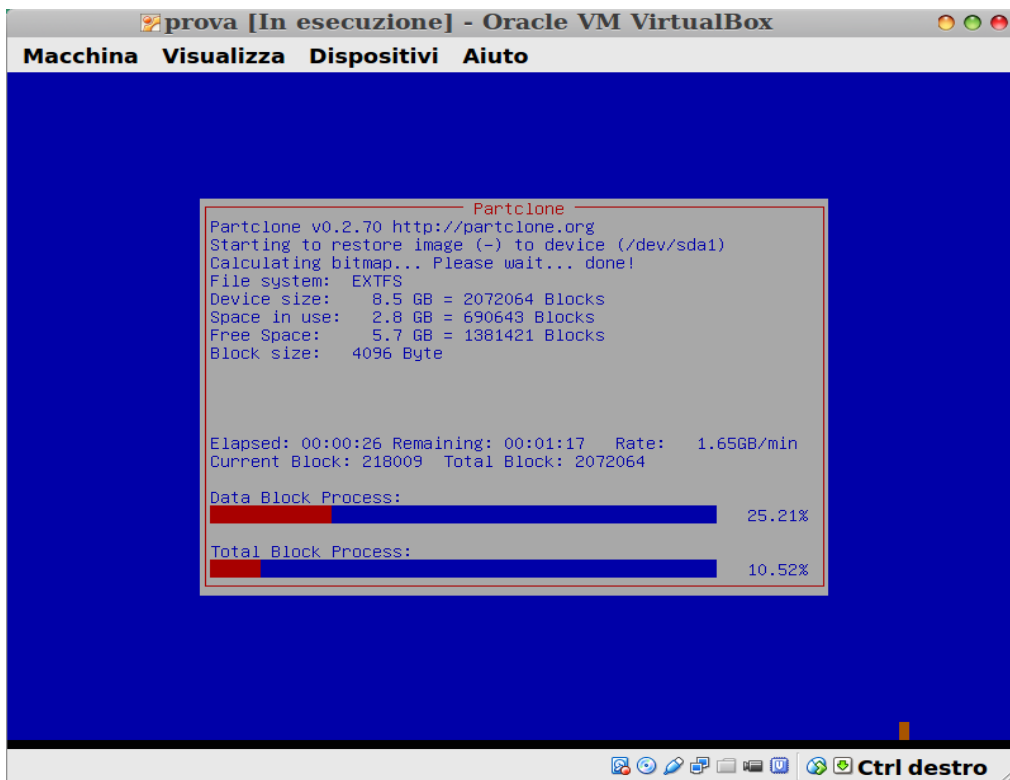 prova [In esecuzione] - Oracle VM VirtualBox
Macchina Visualizza Dispositivi Aiuto
Partclone
Partclone v0.2.70 http://partclone.org
Starting to restore image (-) to device (/dev/sda1)
Calculating bitmap... Please wait... done!
File system: EXTFS
Device size: 8.5 GB = 2072064 Blocks
Space in use: 2.8 GB = 690643 Blocks
Free Space: 5.7 GB = 1381421 Blocks
Block size: 4096 Byte
Elapsed: 00:00:26 Remaining: 00:01:17 Rate: 1.65GB/min
Current Block: 218009 Total Block: 2072064
Data Block Process:
25.21%
Total Block Process:
10.52%
Ctrl destro